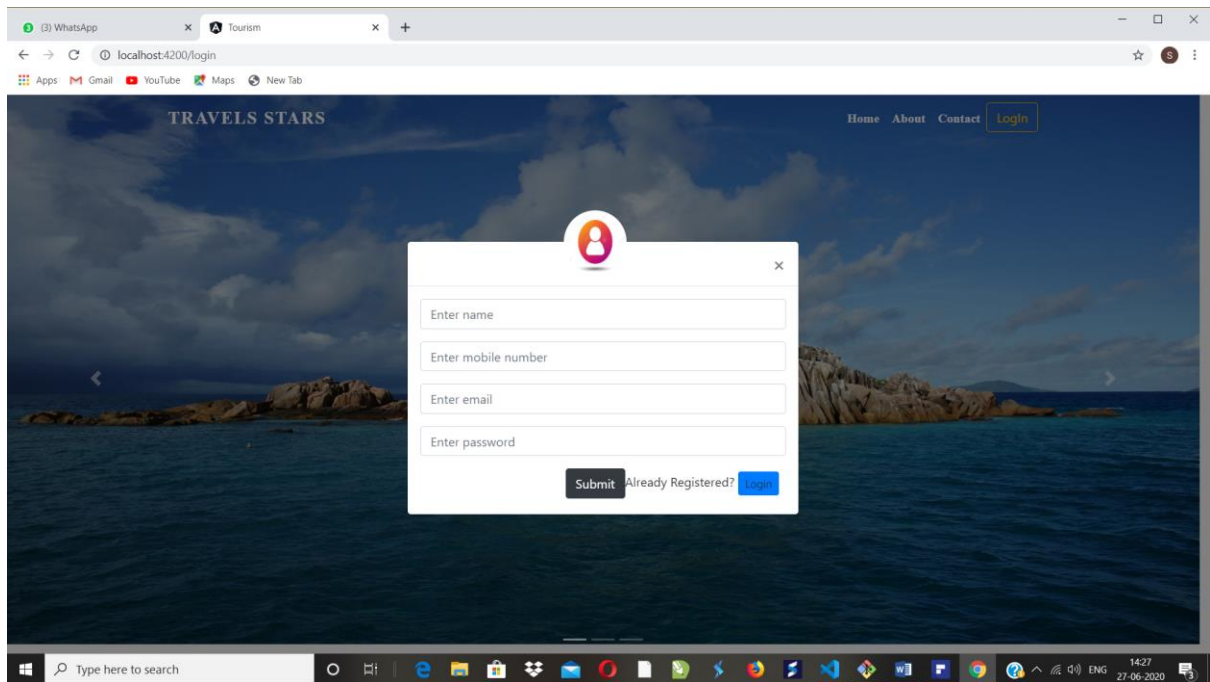 3 (3) WhatsApp
Tourism
localhost:4200/login
S
Apps Gmail YouTube Maps New Tab
TRAVELS STARS
Home About Contact LogIn
Enter name
Enter mobile number
Enter email
Enter password
Submit Already Registered? Login
Type here to search
ENG
14:27
27-06-2020
3